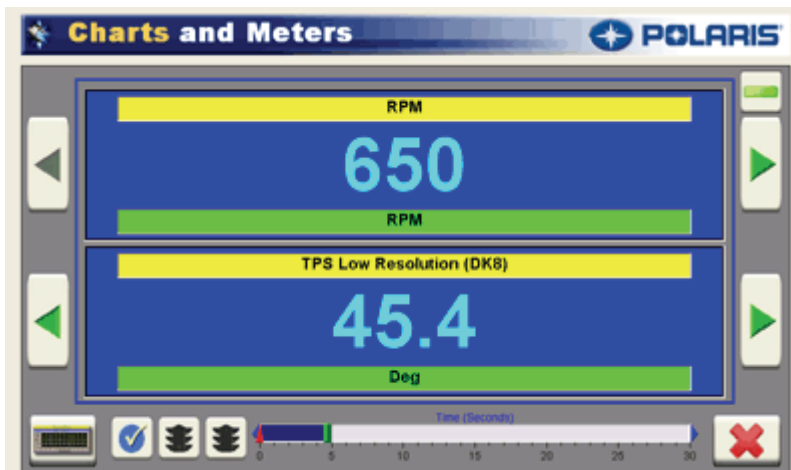 Charts and Meters
POLARIS
RPM
650
RPM
TPS Low Resolution (DK8)
45.4
Deg
Time (Seconds)
0 5 10 15 20 25 30